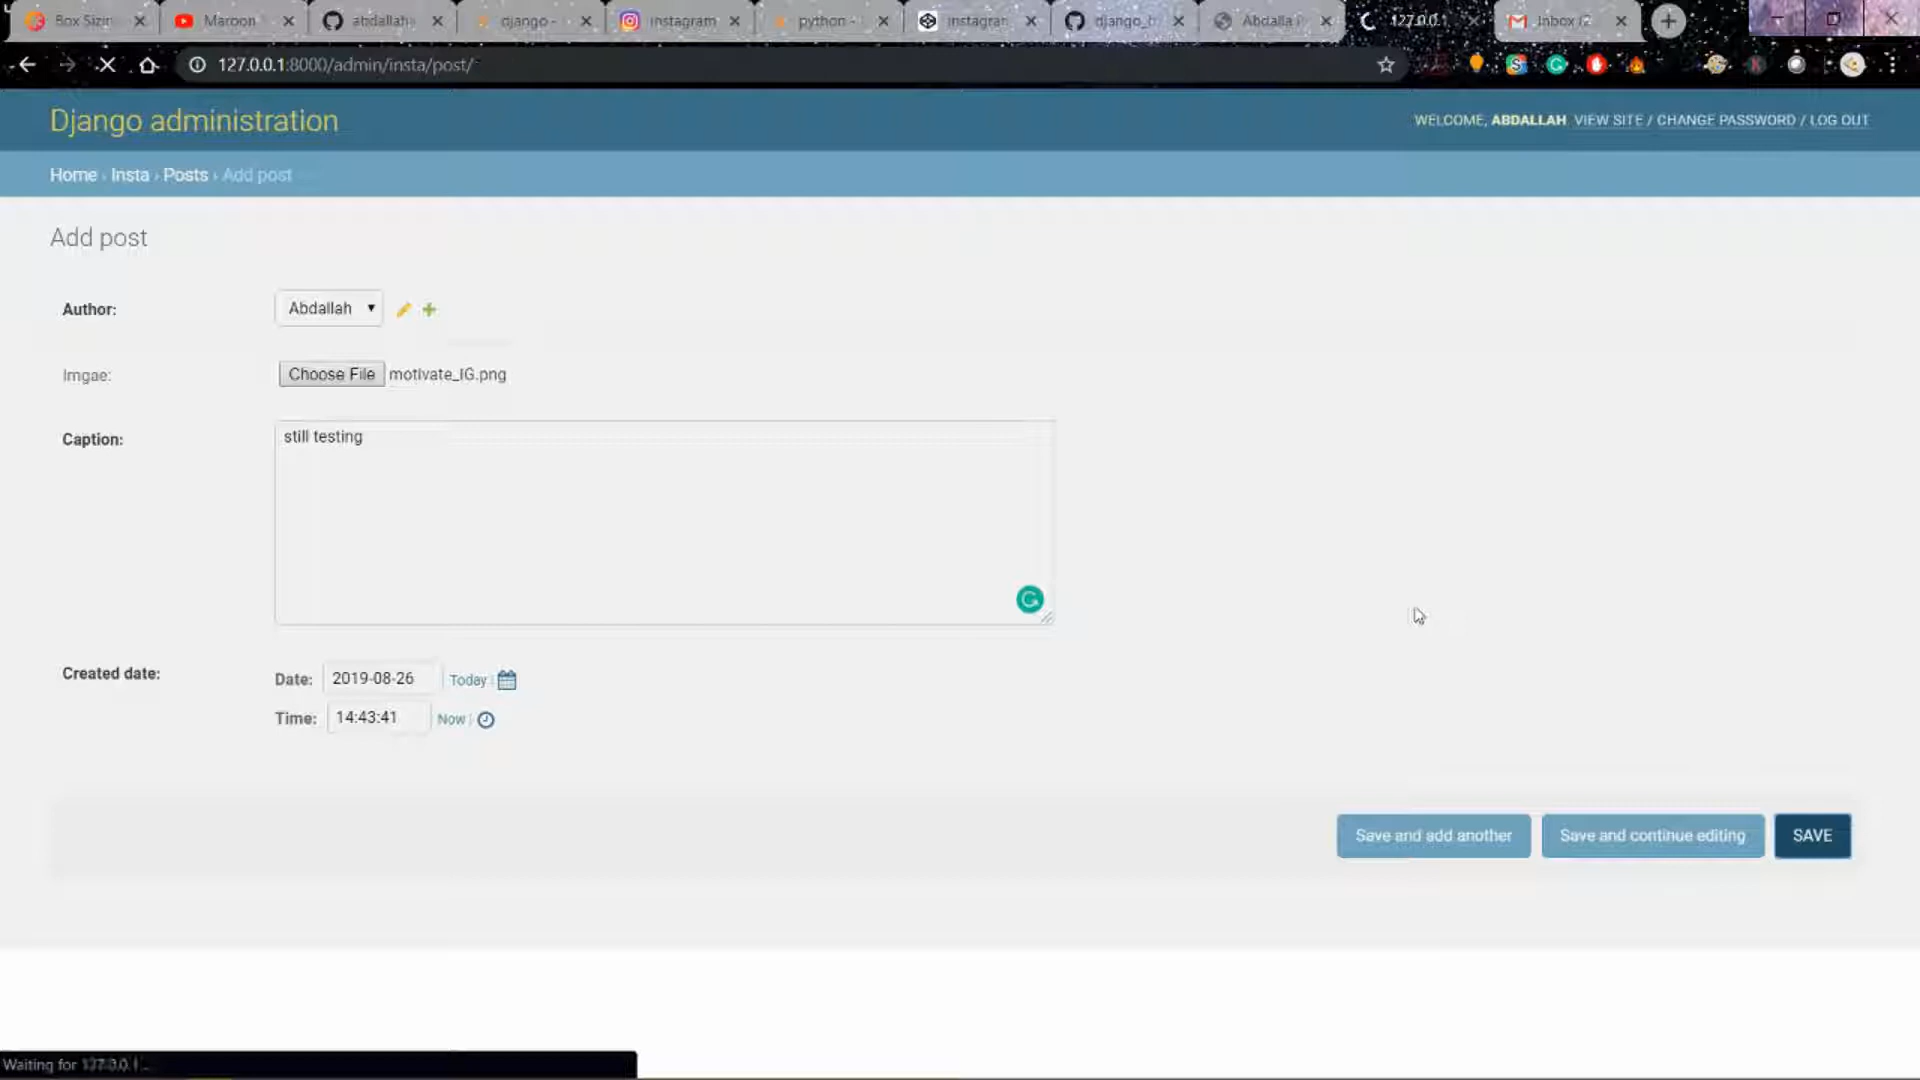 Box Sizin
Maroon
abdallah
django -
instagram
python -
instagran
django_b
Abdalla
127.0.0.1
Inbox (2
127.0.0.1:8000/admin/insta/post/
Django administration
WELCOME, ABDALLAH VIEW SITE / CHANGE PASSWORD / LOG OUT
Home › Insta › Posts › Add post
Add post
Author:
Abdallah
Imgae:
Choose File motivate_IG.png
Caption:
still testing
Created date:
Date: 2019-08-26 Today |
Time: 14:43:41 Now |
Save and add another
Save and continue editing
SAVE
Waiting for 127.0.0.1...